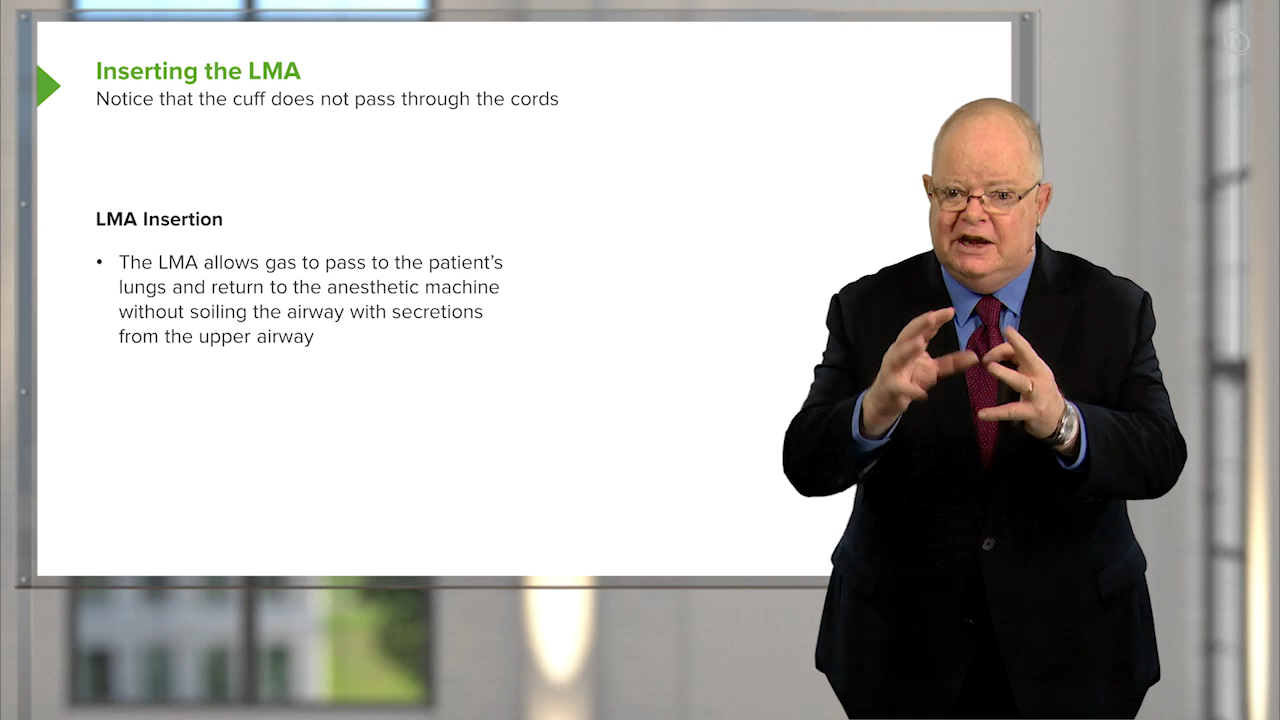 Inserting the LMA
Notice that the cuff does not pass through the cords
LMA Insertion
• The LMA allows gas to pass to the patient’s
lungs and return to the anesthetic machine
without soiling the airway with secretions
from the upper airway